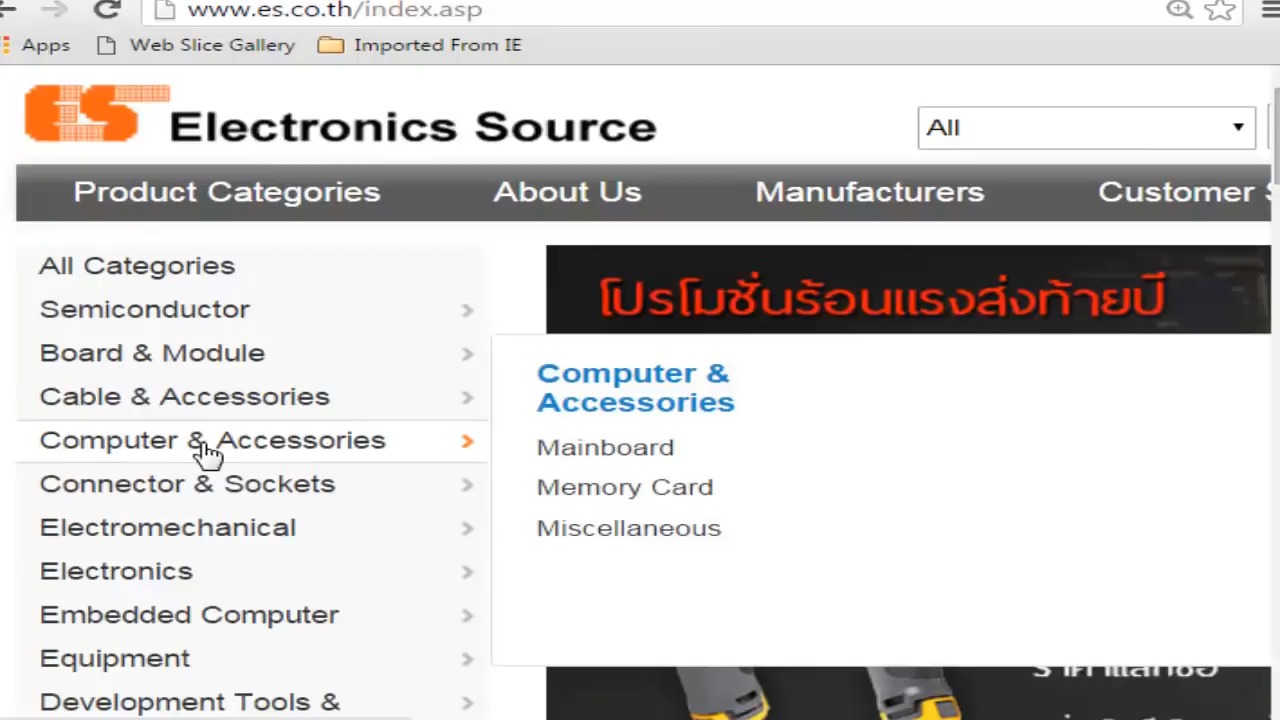 www.es.co.th/index.asp
Apps Web Slice Gallery Imported From IE
ES Electronics Source
All
Product Categories About Us Manufacturers Customer
All Categories
Semiconductor
Board & Module
Cable & Accessories
Computer & Accessories
Connector & Sockets
Electromechanical
Electronics
Embedded Computer
Equipment
Development Tools &
โปรโมชั่นร้อนแรงส่งท้ายปี
Computer &
Accessories
Mainboard
Memory Card
Miscellaneous